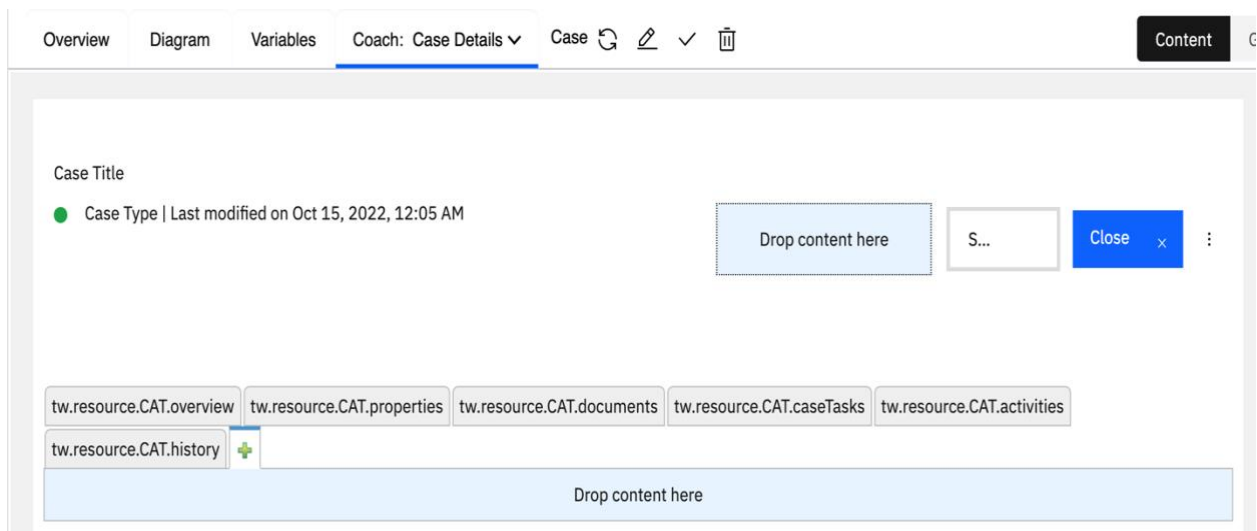 Overview Diagram Variables Coach: Case Details Case Content G
Case Title
Case Type | Last modified on Oct 15, 2022, 12:05 AM
Drop content here S... Close x
tw.resource.CAT.overview tw.resource.CAT.properties tw.resource.CAT.documents tw.resource.CAT.caseTasks tw.resource.CAT.activities
tw.resource.CAT.history
Drop content here